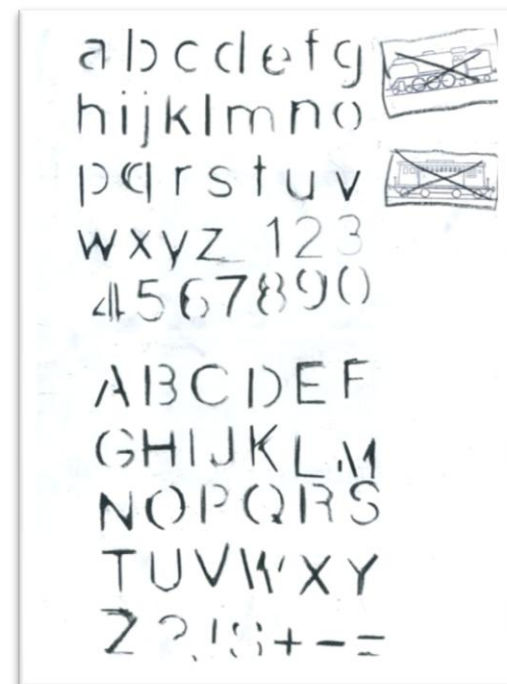 abcdefg
hijklmno
pqrstuv
wxyz 123
4567890
ABCDEF
GHIJKLM
NOPQRS
TUVWXY
Z?!&+-=